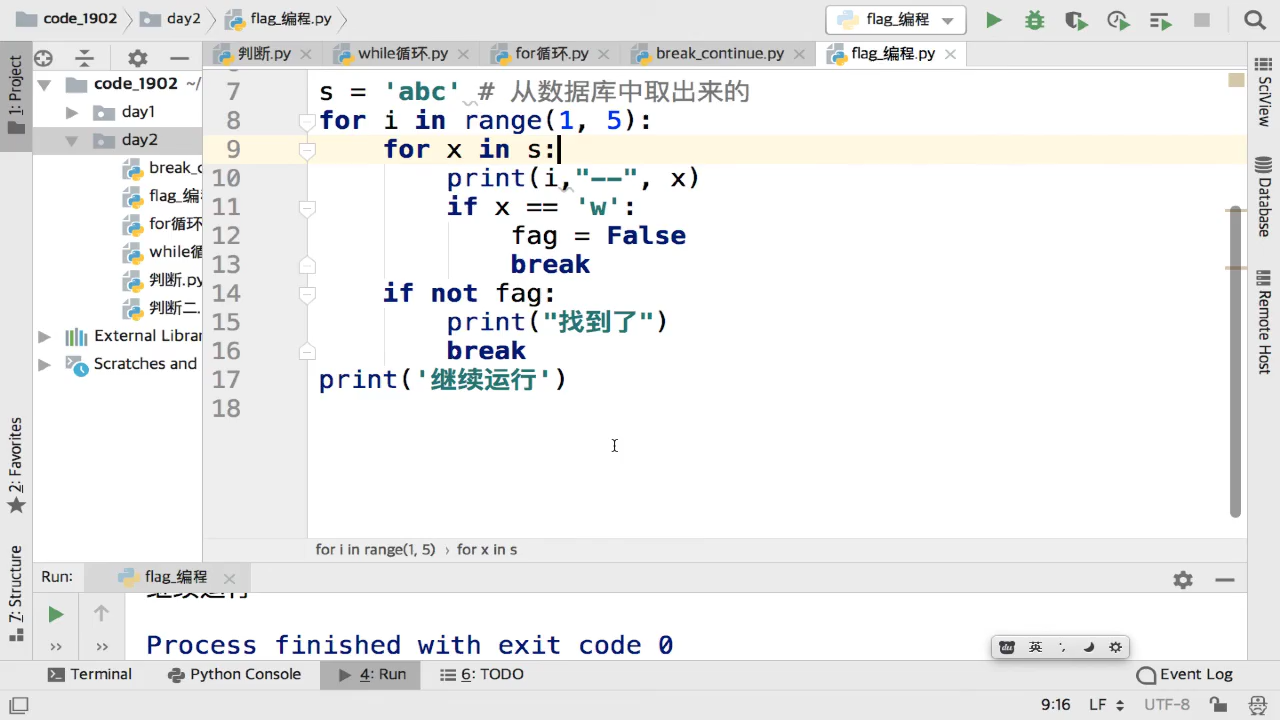 code_1902 day2 flag_编程.py flag_编程
1: Project
判断.py while循环.py for循环.py break_continue.py flag_编程.py
code_1902 ~/
day1
day2
break_c
flag_编
for循环
while循
判断.py
判断二.
External Librar
Scratches and
7 s = 'abc' # 从数据库中取出来的
8 for i in range(1, 5):
9 for x in s:
10 print(i,"--", x)
11 if x == 'w':
12 fag = False
13 break
14 if not fag:
15 print("找到了")
16 break
17 print('继续运行')
18
for i in range(1, 5) › for x in s
SciView
Database
Remote Host
2: Favorites
7: Structure
Run: flag_编程
继续运行
Process finished with exit code 0
du 英
Terminal Python Console 4: Run 6: TODO Event Log
9:16 LF UTF-8